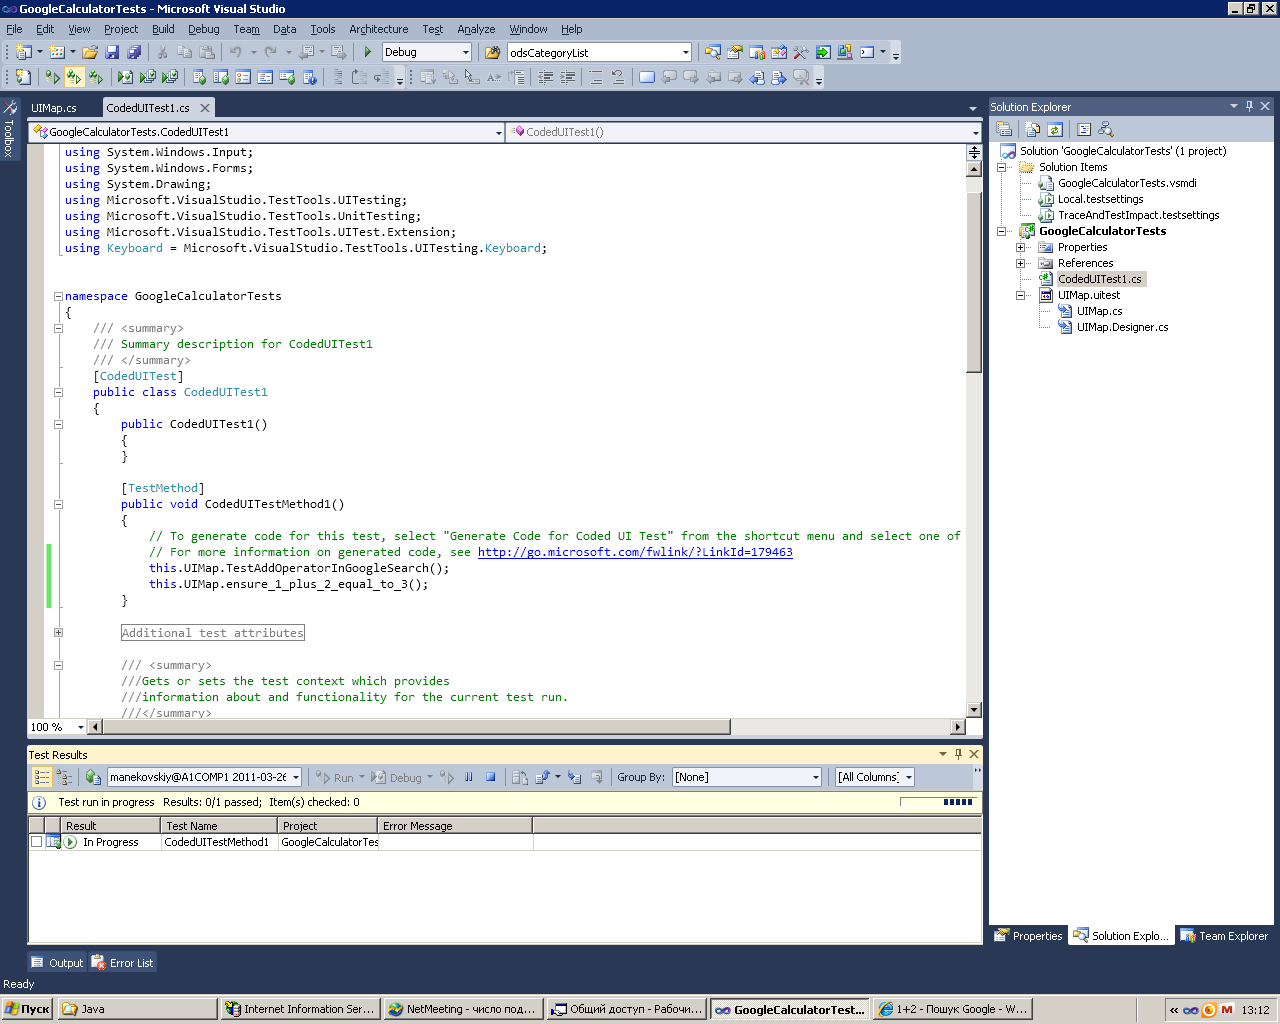 GoogleCalculatorTests - Microsoft Visual Studio
File Edit View Project Build Debug Team Data Tools Architecture Test Analyze Window Help
Debug odsCategoryList
Toolbox
UIMap.cs CodedUITest1.cs
GoogleCalculatorTests.CodedUITest1 CodedUITest1()
using System.Windows.Input;
using System.Windows.Forms;
using System.Drawing;
using Microsoft.VisualStudio.TestTools.UITesting;
using Microsoft.VisualStudio.TestTools.UnitTesting;
using Microsoft.VisualStudio.TestTools.UITest.Extension;
using Keyboard = Microsoft.VisualStudio.TestTools.UITesting.Keyboard;
namespace GoogleCalculatorTests
{
/// <summary>
/// Summary description for CodedUITest1
/// </summary>
[CodedUITest]
public class CodedUITest1
{
public CodedUITest1()
{
}
[TestMethod]
public void CodedUITestMethod1()
{
// To generate code for this test, select "Generate Code for Coded UI Test" from the shortcut menu and select one of
// For more information on generated code, see http://go.microsoft.com/fwlink/?LinkId=179463
this.UIMap.TestAddOperatorInGoogleSearch();
this.UIMap.ensure_1_plus_2_equal_to_3();
}
Additional test attributes
/// <summary>
///Gets or sets the test context which provides
///information about and functionality for the current test run.
///</summary>
100 %
Solution Explorer
Solution 'GoogleCalculatorTests' (1 project)
Solution Items
GoogleCalculatorTests.vsmdi
Local.testsettings
TraceAndTestImpact.testsettings
GoogleCalculatorTests
Properties
References
CodedUITest1.cs
UIMap.uitest
UIMap.cs
UIMap.Designer.cs
Properties Solution Explo... Team Explorer
Test Results
manekovskiy@A1COMP1 2011-03-26 Run Debug Group By: [None] [All Columns]
Test run in progress Results: 0/1 passed; Item(s) checked: 0
Result Test Name Project Error Message
In Progress CodedUITestMethod1 GoogleCalculatorTes
Output Error List
Ready
Пуск Java Internet Information Ser... NetMeeting - число под... Общий доступ - Рабочи... GoogleCalculatorTest... 1+2 - Пошук Google - W... « 13:12